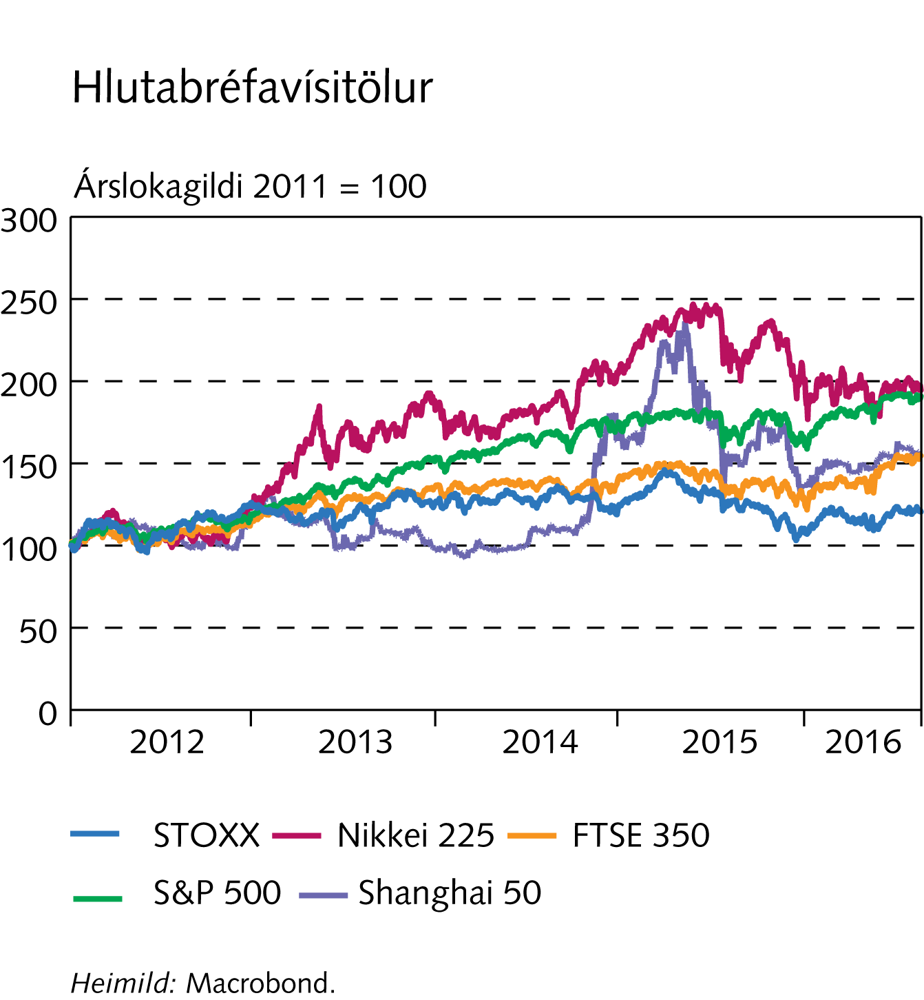 Hlutabréfavísitölur
Árslokagildi 2011 = 100
300
250
200
150
100
50
0
2012 2013 2014 2015 2016
STOXX Nikkei 225 FTSE 350
S&P 500 Shanghai 50
Heimild: Macrobond.